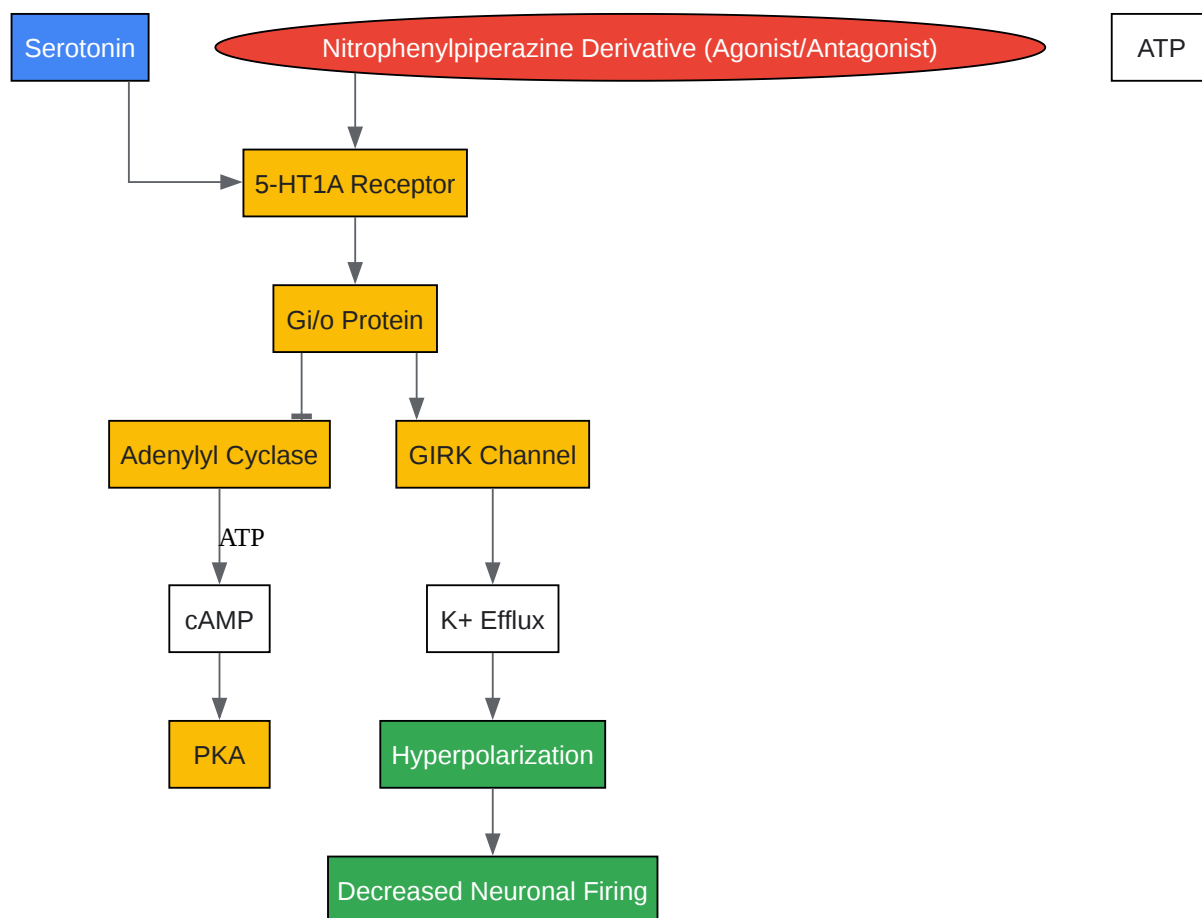 Serotonin
Nitrophenylpiperazine Derivative (Agonist/Antagonist)
ATP
5-HT1A Receptor
Gi/o Protein
Adenylyl Cyclase
GIRK Channel
ATP
cAMP
K+ Efflux
PKA
Hyperpolarization
Decreased Neuronal Firing